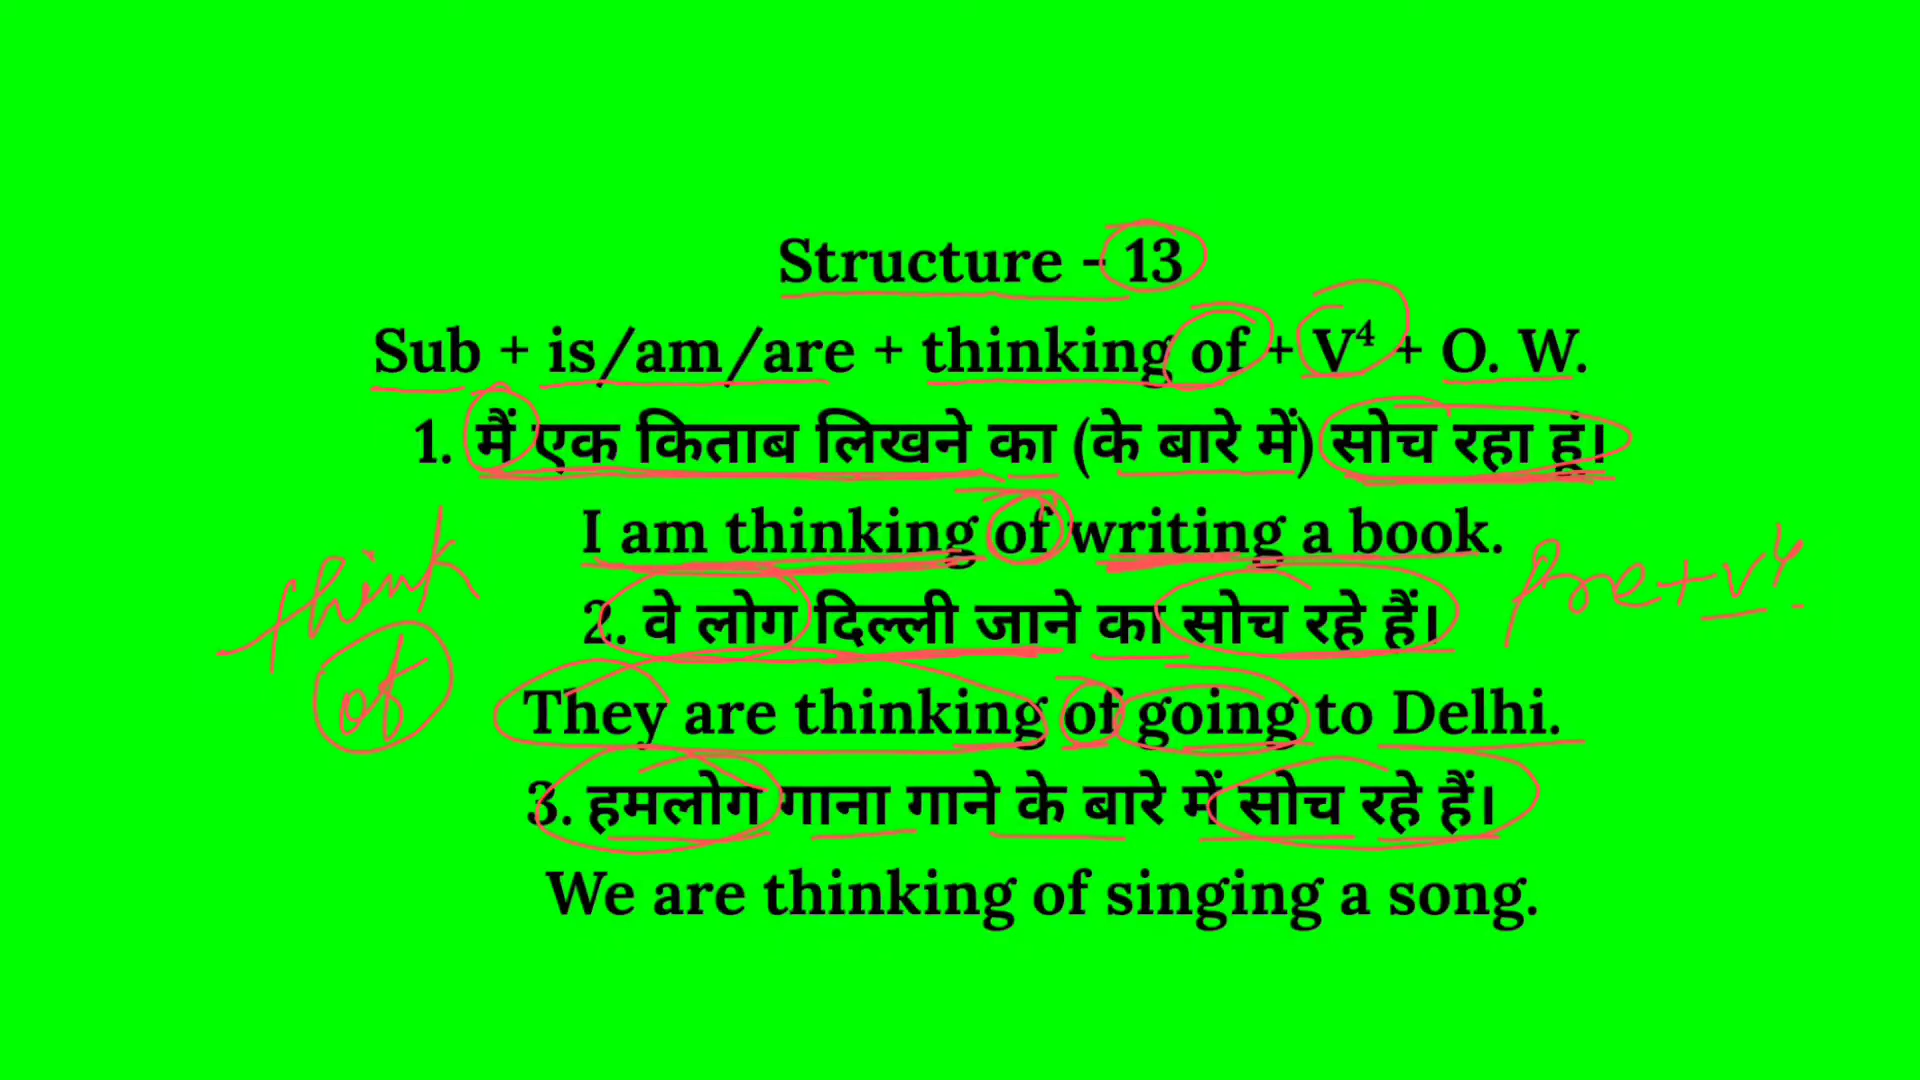 Structure - 13
Sub + is/am/are + thinking of + V⁴ + O. W.
1. मैं एक किताब लिखने का (के बारे में) सोच रहा हूं।
I am thinking of writing a book.
think
of
Pre+V4
2. वे लोग दिल्ली जाने का सोच रहे हैं।
They are thinking of going to Delhi.
3. हमलोग गाना गाने के बारे में सोच रहे हैं।
We are thinking of singing a song.